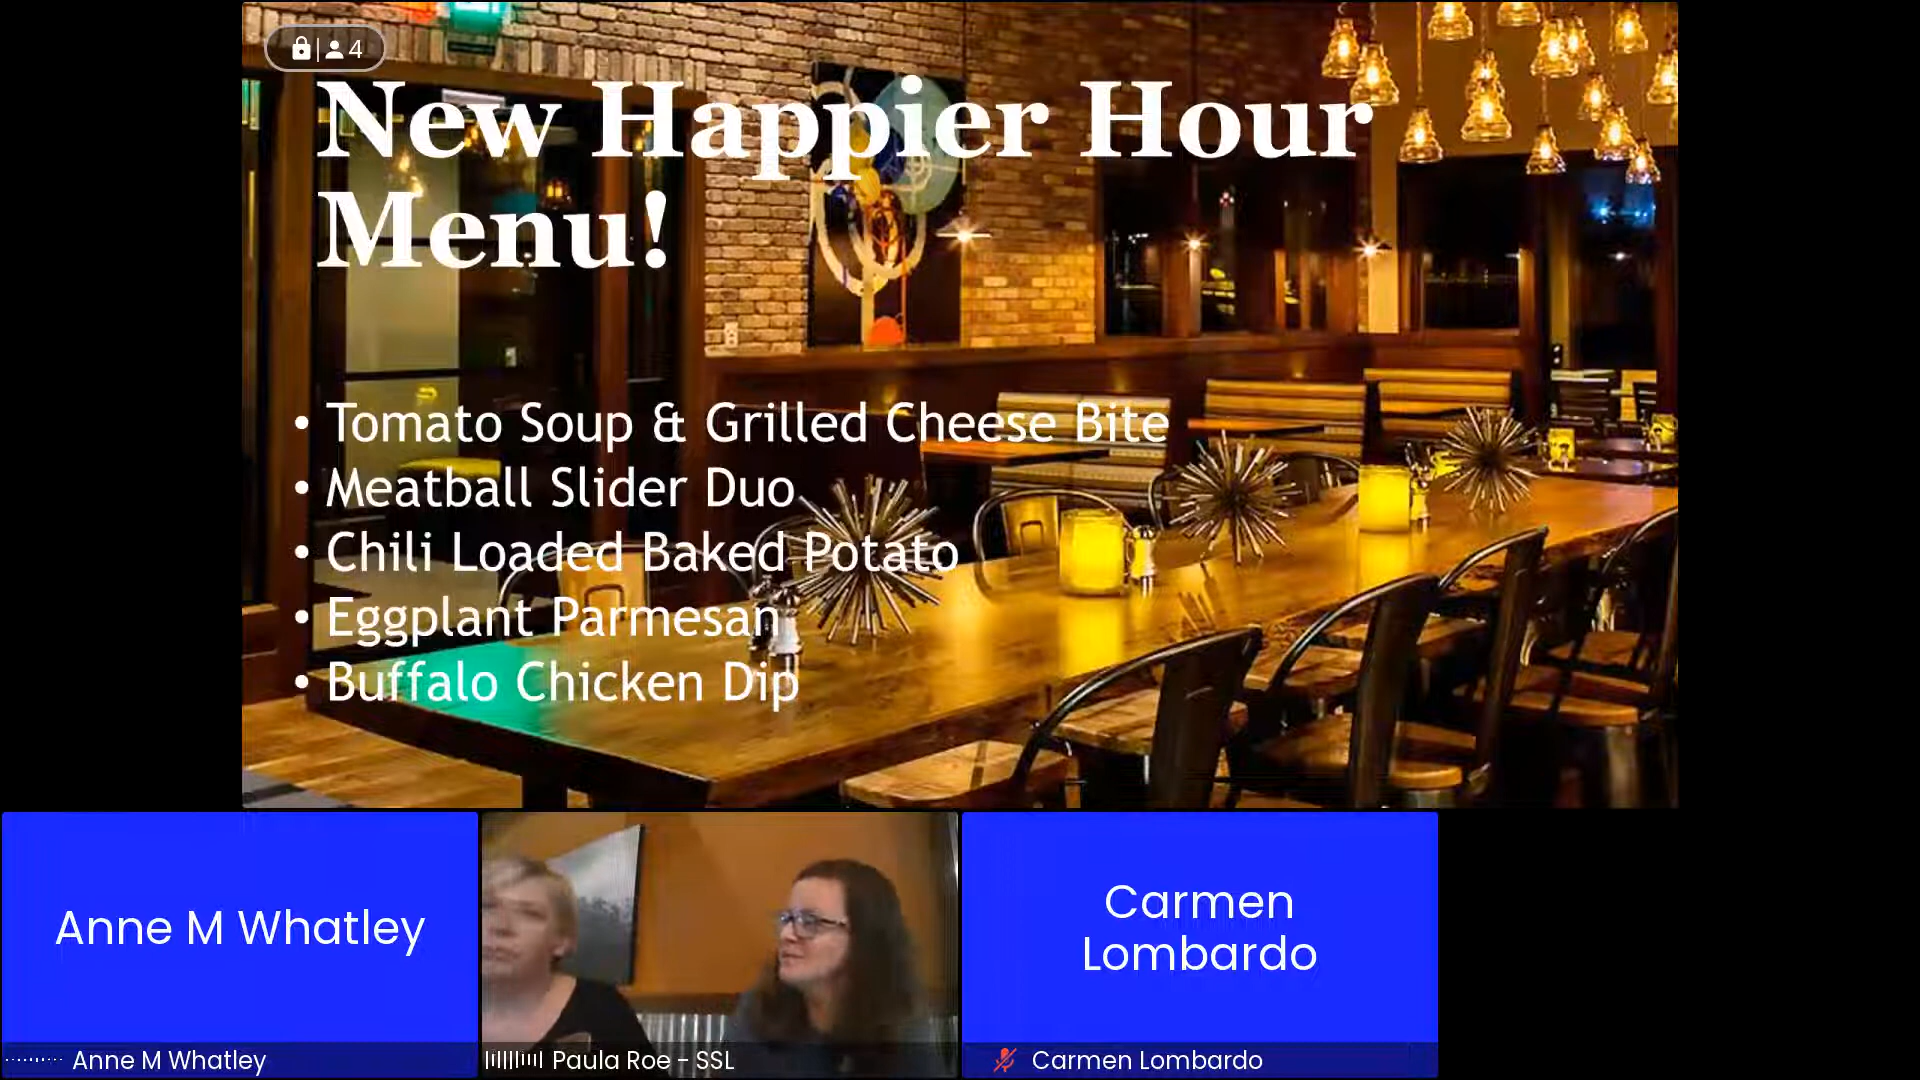 4
New Happier Hour
Menu!
• Tomato Soup & Grilled Cheese Bite
• Meatball Slider Duo
• Chili Loaded Baked Potato
• Eggplant Parmesan
• Buffalo Chicken Dip
Anne M Whatley
Carmen
Lombardo
Anne M Whatley
Paula Roe - SSL
Carmen Lombardo